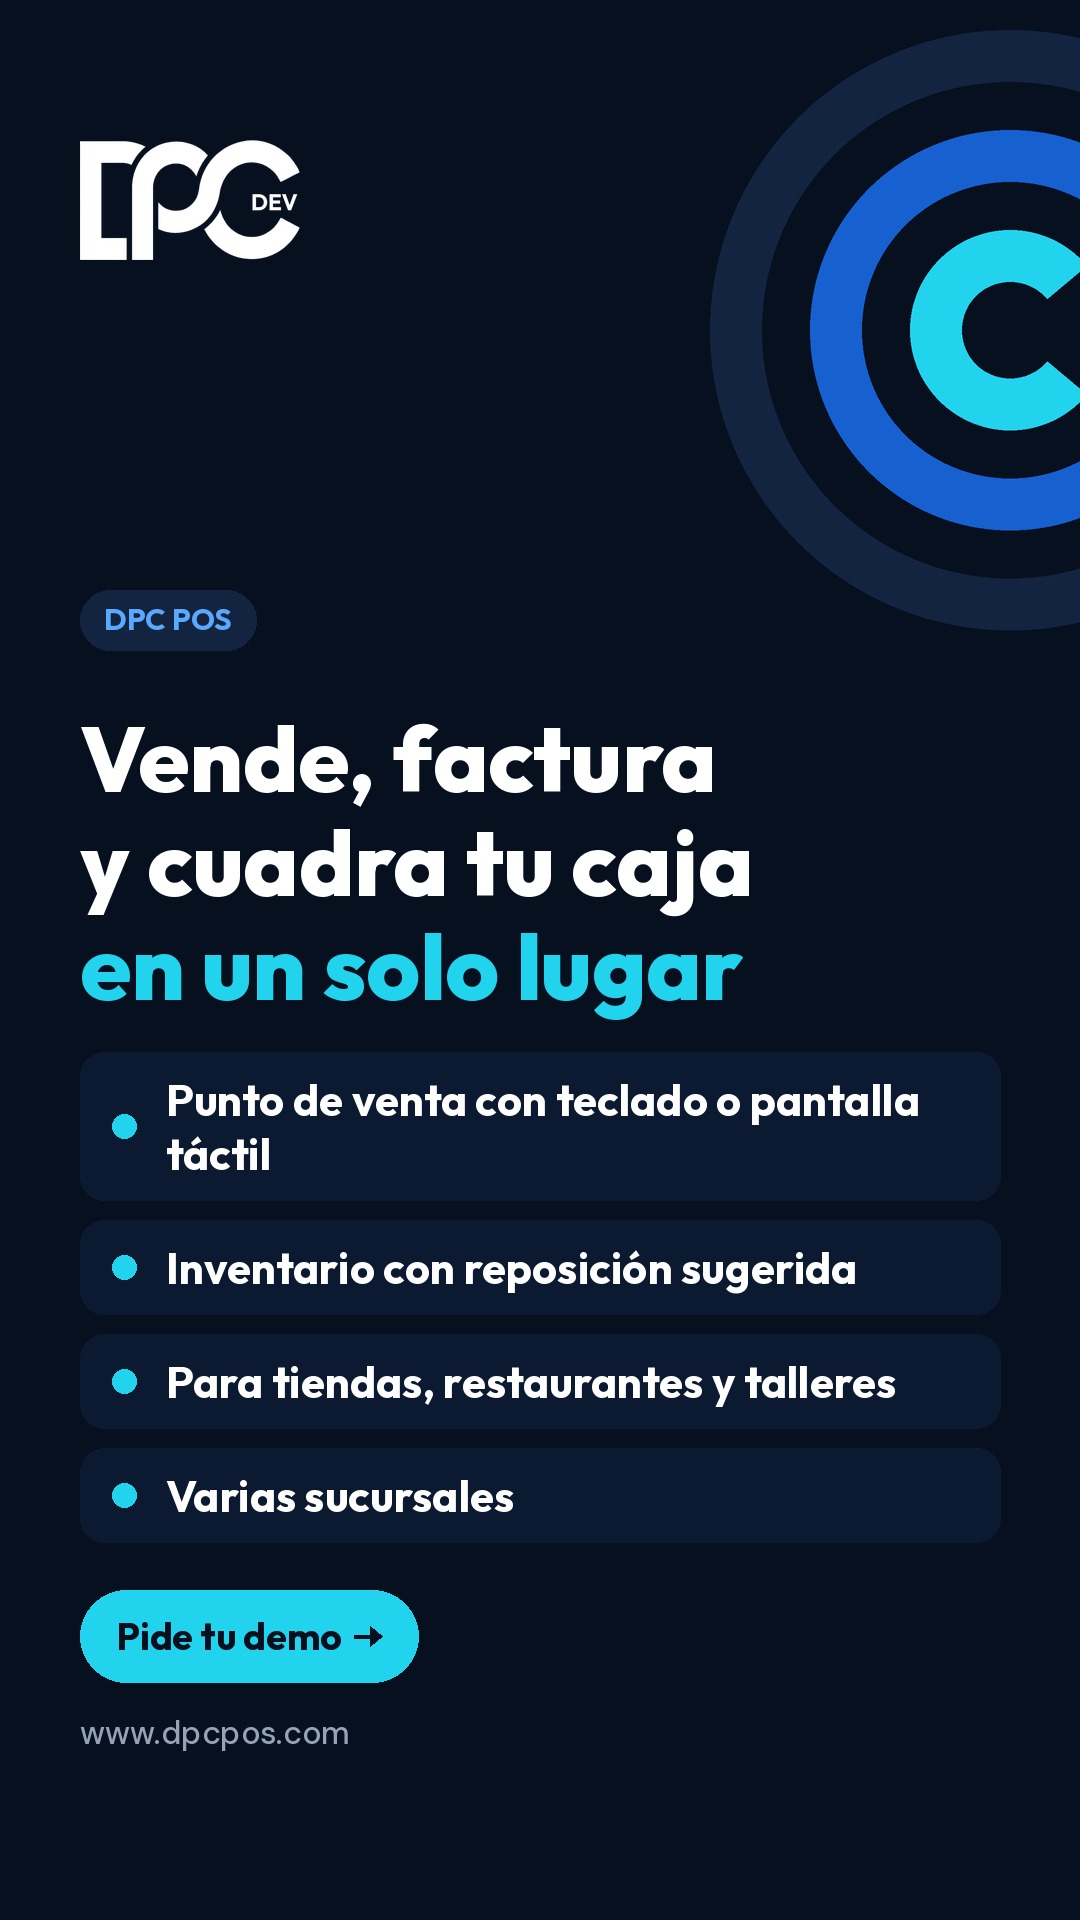 DPC DEV
DPC POS
Vende, factura
y cuadra tu caja
en un solo lugar
Punto de venta con teclado o pantalla
táctil
Inventario con reposición sugerida
Para tiendas, restaurantes y talleres
Varias sucursales
Pide tu demo →
www.dpcpos.com